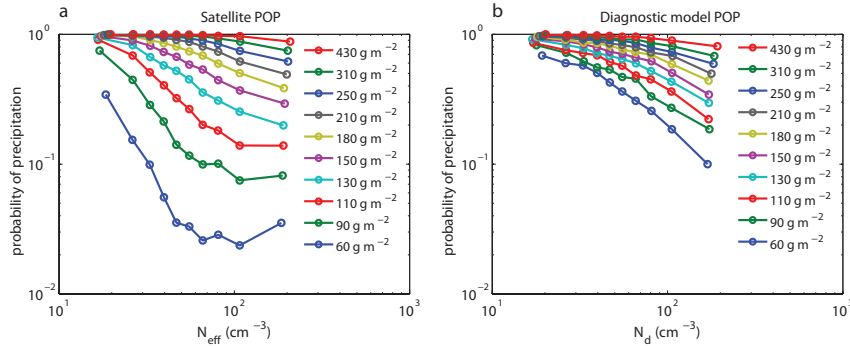 a
Satellite POP
probability of precipitation
10⁰
10⁻¹
10⁻²
10¹
10²
10³
N_eff (cm⁻³)
430 g m⁻²
310 g m⁻²
250 g m⁻²
210 g m⁻²
180 g m⁻²
150 g m⁻²
130 g m⁻²
110 g m⁻²
90 g m⁻²
60 g m⁻²
b
Diagnostic model POP
probability of precipitation
10⁰
10⁻¹
10⁻²
10¹
10²
10³
N_d (cm⁻³)
430 g m⁻²
310 g m⁻²
250 g m⁻²
210 g m⁻²
180 g m⁻²
150 g m⁻²
130 g m⁻²
110 g m⁻²
90 g m⁻²
60 g m⁻²